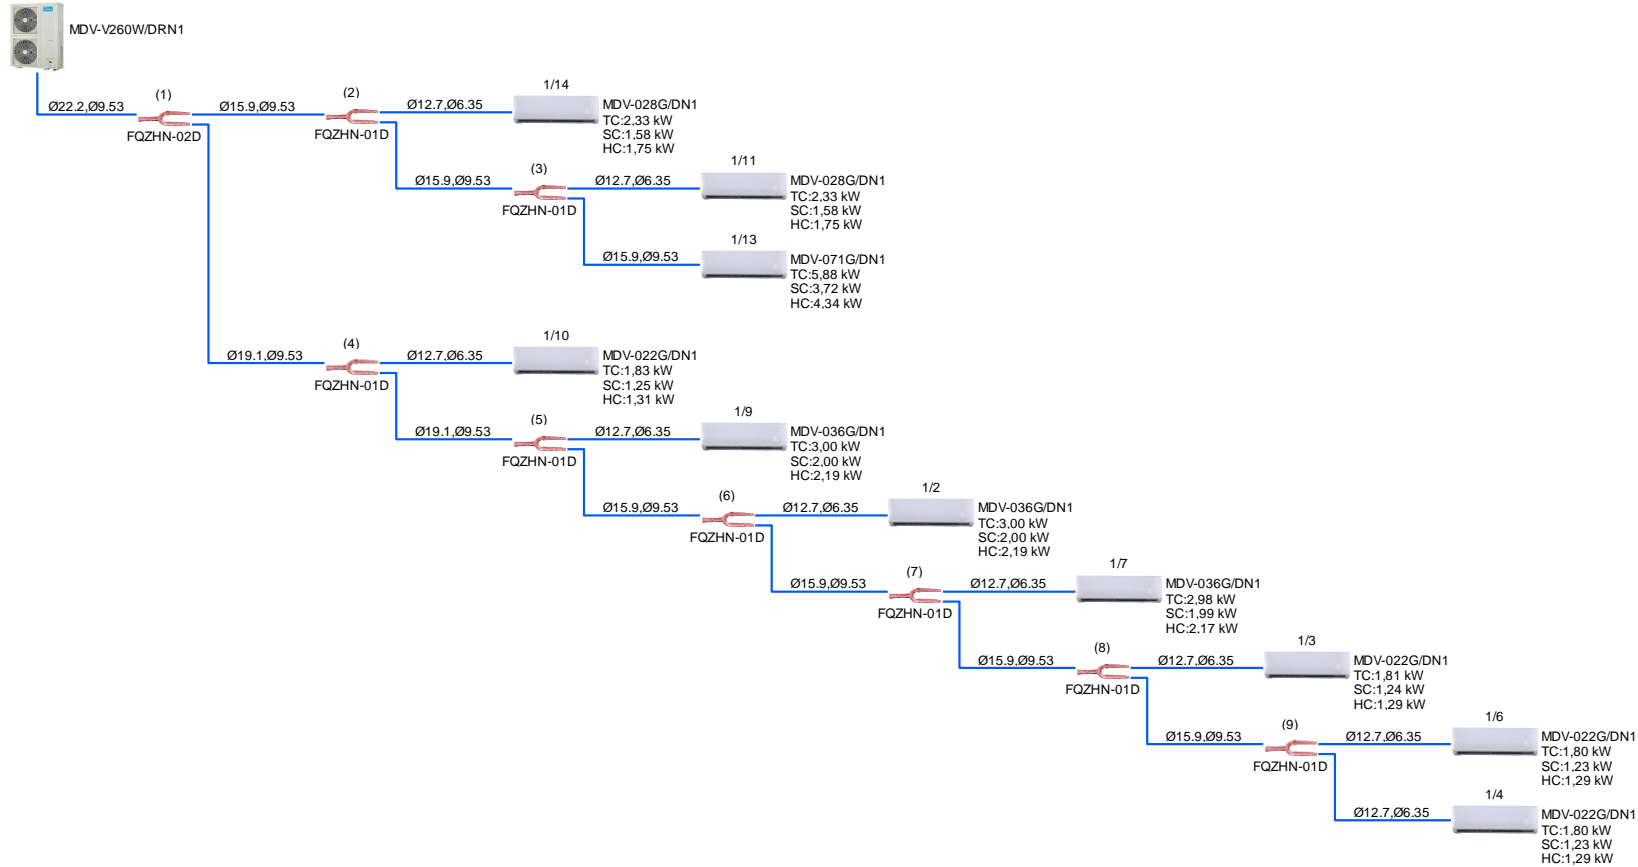 MDV-V260W/DRN1
Ø22.2,Ø9.53
(1)
FQZHN-02D
Ø15.9,Ø9.53
(2)
FQZHN-01D
Ø12.7,Ø6.35
1/14
MDV-028G/DN1
TC:2,33 kW
SC:1,58 kW
HC:1,75 kW
Ø15.9,Ø9.53
(3)
FQZHN-01D
Ø12.7,Ø6.35
1/11
MDV-028G/DN1
TC:2,33 kW
SC:1,58 kW
HC:1,75 kW
Ø15.9,Ø9.53
1/13
MDV-071G/DN1
TC:5,88 kW
SC:3,72 kW
HC:4,34 kW
Ø19.1,Ø9.53
(4)
FQZHN-01D
Ø12.7,Ø6.35
1/10
MDV-022G/DN1
TC:1,83 kW
SC:1,25 kW
HC:1,31 kW
Ø19.1,Ø9.53
(5)
FQZHN-01D
Ø12.7,Ø6.35
1/9
MDV-036G/DN1
TC:3,00 kW
SC:2,00 kW
HC:2,19 kW
Ø15.9,Ø9.53
(6)
FQZHN-01D
Ø12.7,Ø6.35
1/2
MDV-036G/DN1
TC:3,00 kW
SC:2,00 kW
HC:2,19 kW
Ø15.9,Ø9.53
(7)
FQZHN-01D
Ø12.7,Ø6.35
1/7
MDV-036G/DN1
TC:2,98 kW
SC:1,99 kW
HC:2,17 kW
Ø15.9,Ø9.53
(8)
FQZHN-01D
Ø12.7,Ø6.35
1/3
MDV-022G/DN1
TC:1,81 kW
SC:1,24 kW
HC:1,29 kW
Ø15.9,Ø9.53
(9)
FQZHN-01D
Ø12.7,Ø6.35
1/6
MDV-022G/DN1
TC:1,80 kW
SC:1,23 kW
HC:1,29 kW
Ø12.7,Ø6.35
1/4
MDV-022G/DN1
TC:1,80 kW
SC:1,23 kW
HC:1,29 kW